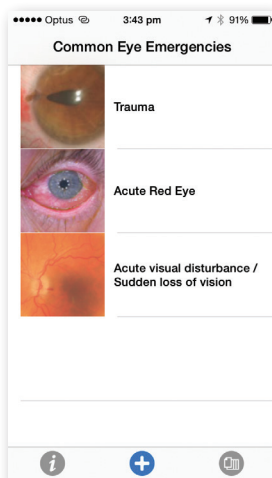 Optus 3:43 pm 91%
Common Eye Emergencies
Trauma
Acute Red Eye
Acute visual disturbance /
Sudden loss of vision
i